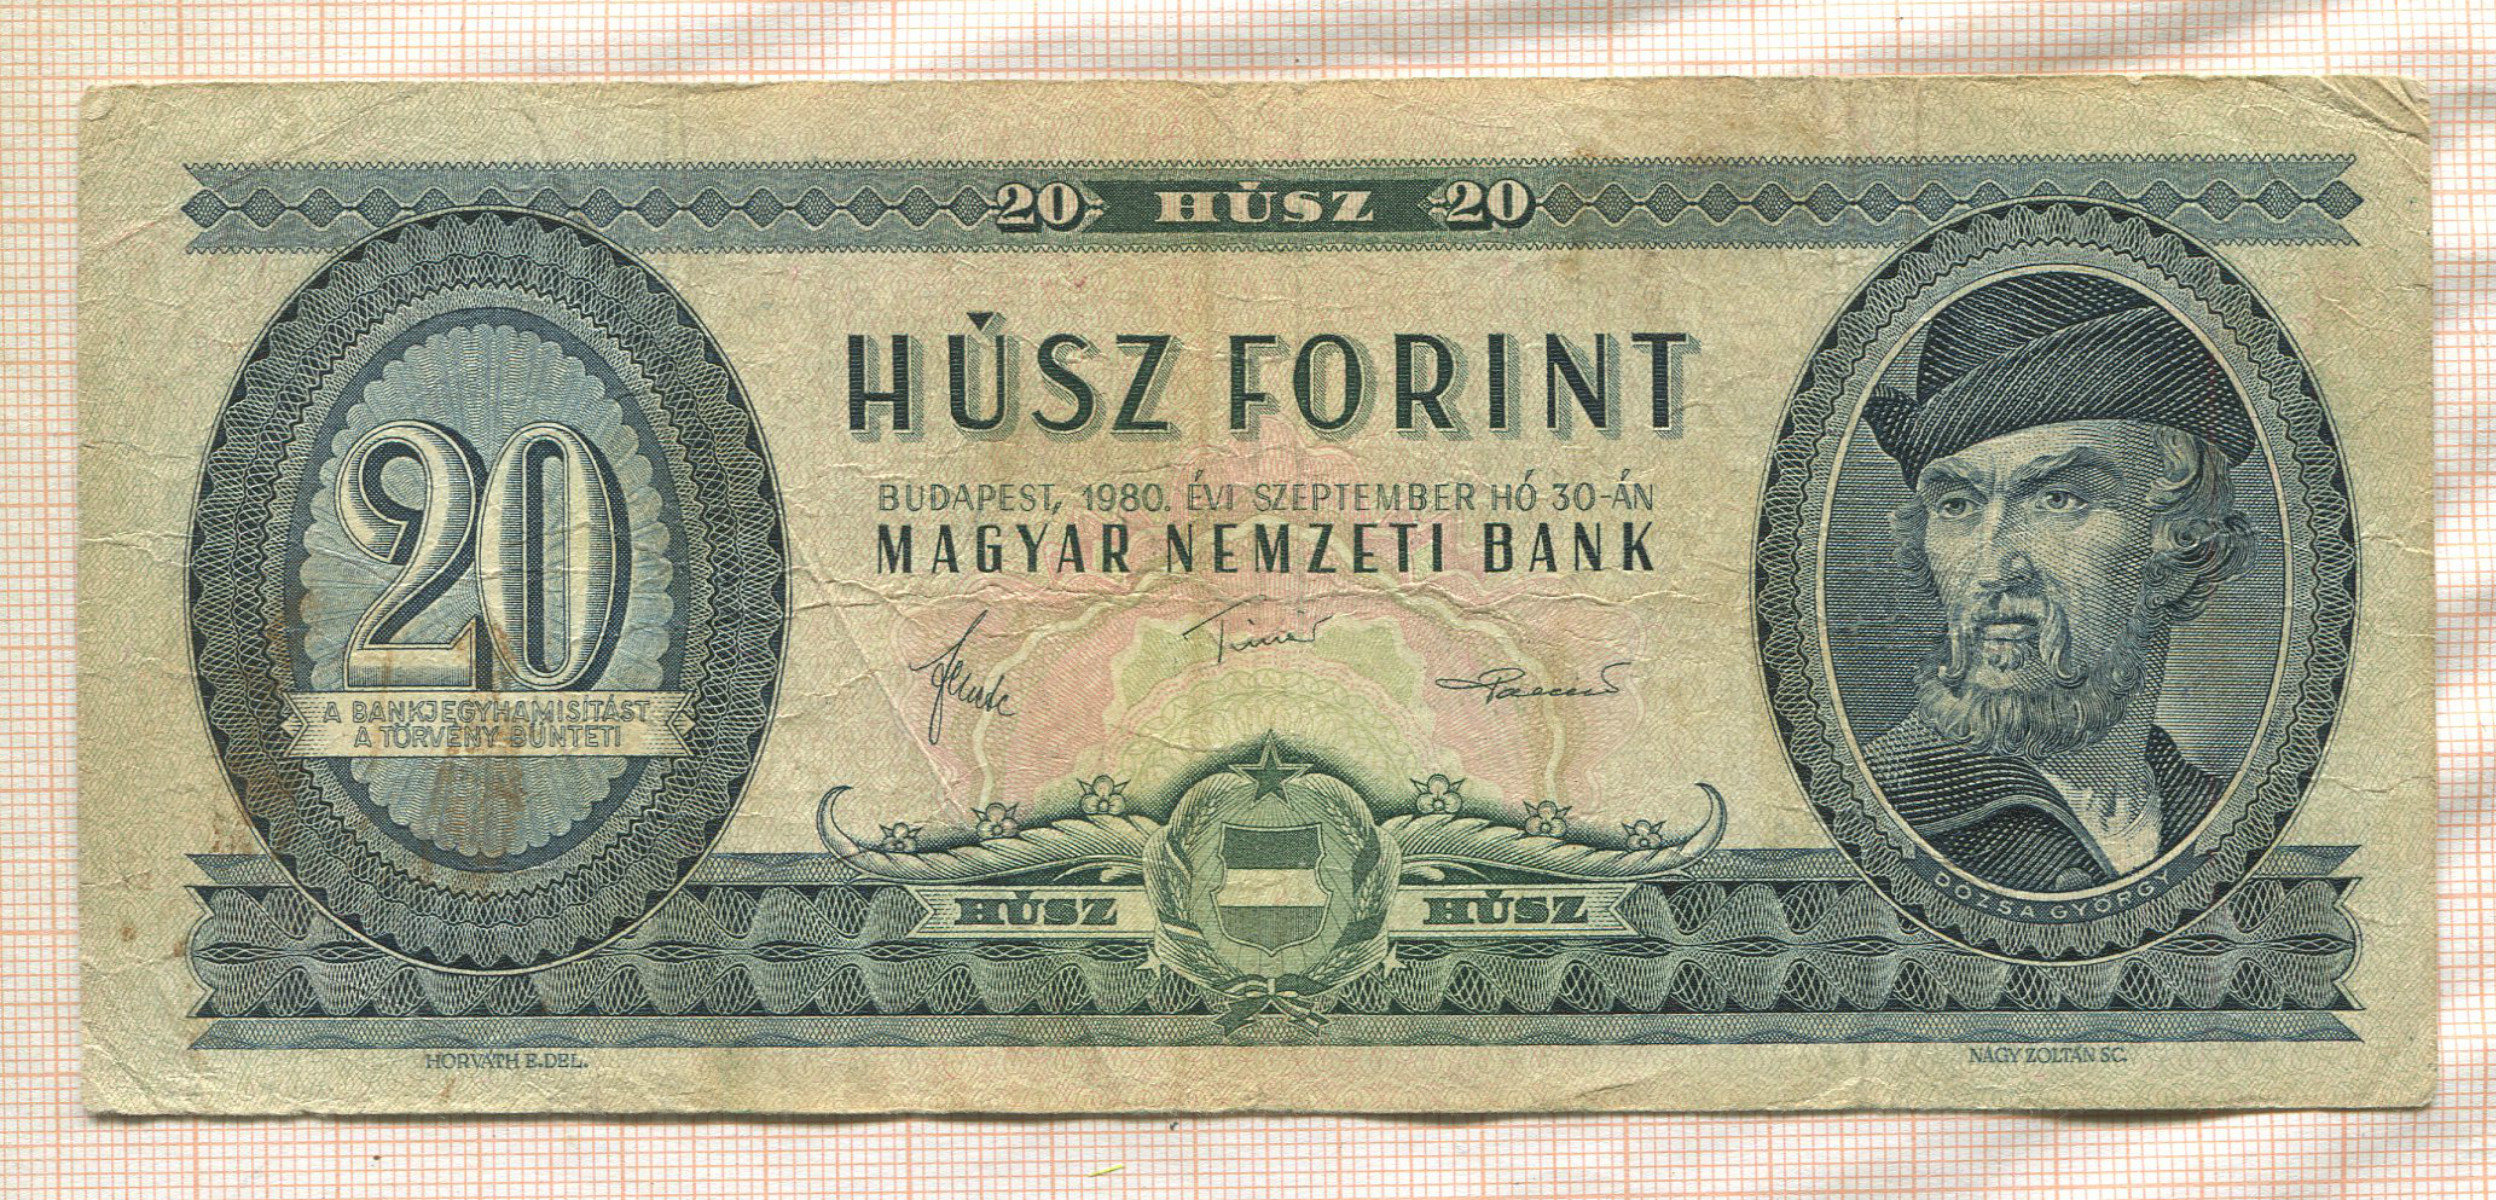 20 HÚSZ 20
HÚSZ FORINT
BUDAPEST, 1980. ÉVI SZEPTEMBER HÓ 30-ÁN
MAGYAR NEMZETI BANK
20
A BANKJEGYHAMISÍTÁST
A TÖRVÉNY BÜNTETI
HÚSZ HÚSZ
DÓZSA GYÖRGY
HORVÁTH E.DEL.
NAGY ZOLTÁN SC.